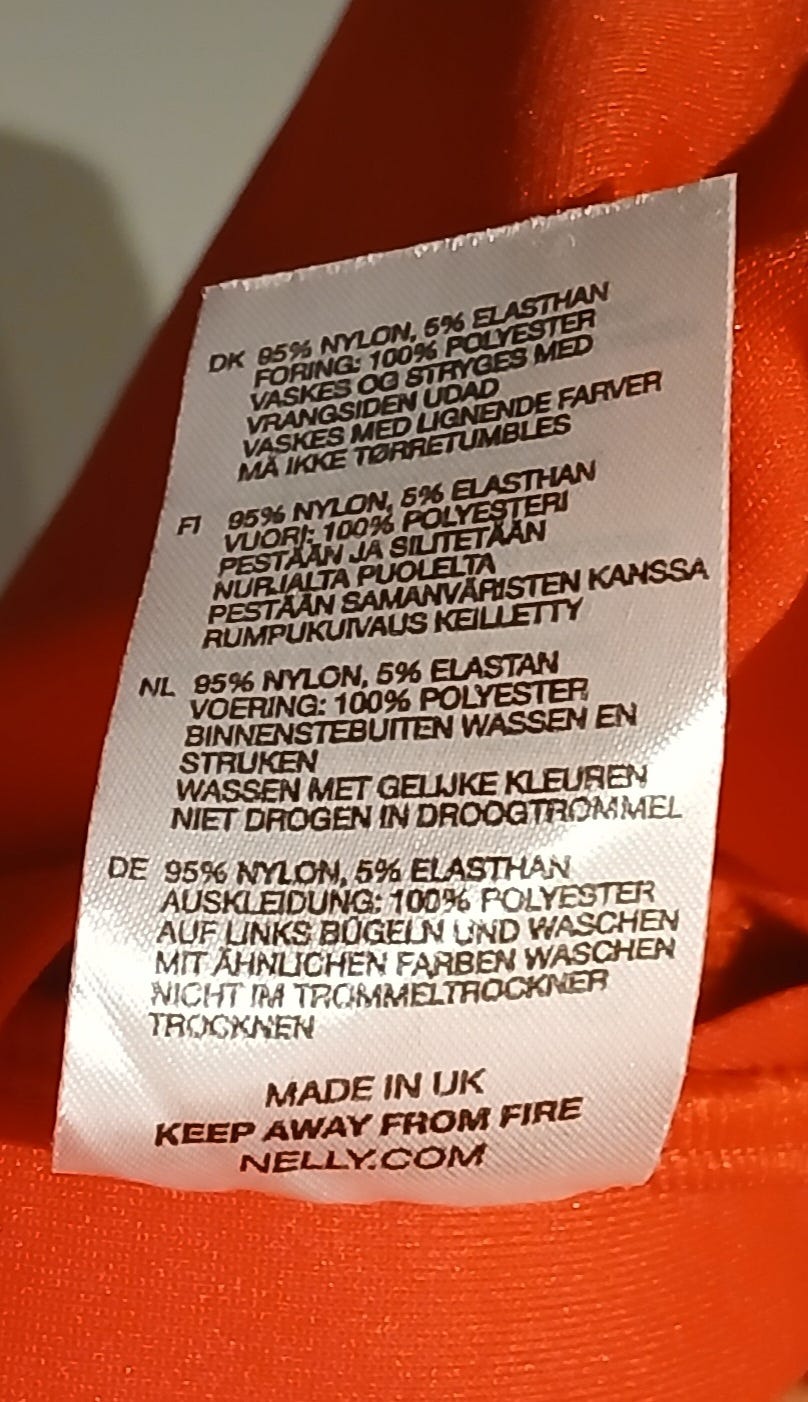 DK 95% NYLON, 5% ELASTHAN
FORING: 100% POLYESTER
VASKES OG STRYGES MED
VRANGSIDEN UDAD
VASKES MED LIGNENDE FARVER
MÅ IKKE TØRRETUMBLES
FI 95% NYLON, 5% ELASTHAN
VUORI: 100% POLYESTERI
PESTÄÄN JA SILITETÄÄN
NURJALTA PUOLELTA
PESTÄÄN SAMANVÄRISTEN KANSSA
RUMPUKUIVAUS KEILLETTY
NL 95% NYLON, 5% ELASTAN
VOERING: 100% POLYESTER
BINNENSTEBUITEN WASSEN EN
STRIJKEN
WASSEN MET GELIJKE KLEUREN
NIET DROGEN IN DROOGTROMMEL
DE 95% NYLON, 5% ELASTHAN
AUSKLEIDUNG: 100% POLYESTER
AUF LINKS BÜGELN UND WASCHEN
MIT ÄHNLICHEN FARBEN WASCHEN
NICHT IM TROMMELTROCKNER
TROCKNEN
MADE IN UK
KEEP AWAY FROM FIRE
NELLY.COM